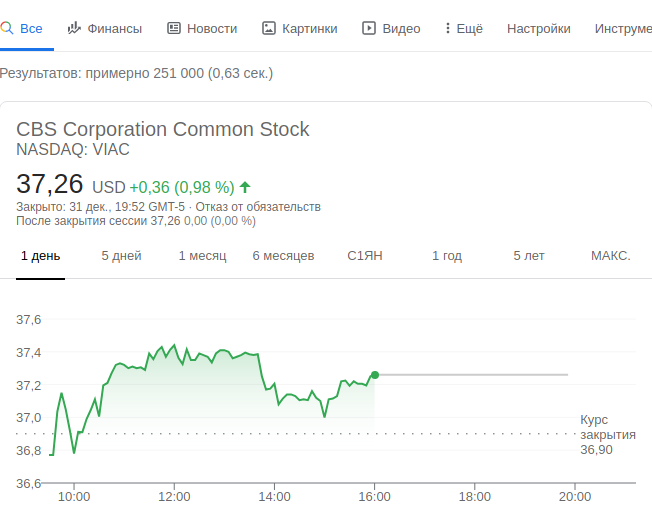 Все Финансы Новости Картинки Видео Ещё Настройки Инструме
Результатов: примерно 251 000 (0,63 сек.)
CBS Corporation Common Stock
NASDAQ: VIAC
37,26 USD +0,36 (0,98 %)
Закрыто: 31 дек., 19:52 GMT-5 · Отказ от обязательств
После закрытия сессии 37,26 0,00 (0,00 %)
1 день 5 дней 1 месяц 6 месяцев С1ЯН 1 год 5 лет МАКС.
37,6
37,4
37,2
37,0
36,8
36,6
Курс
закрытия
36,90
10:00 12:00 14:00 16:00 18:00 20:00